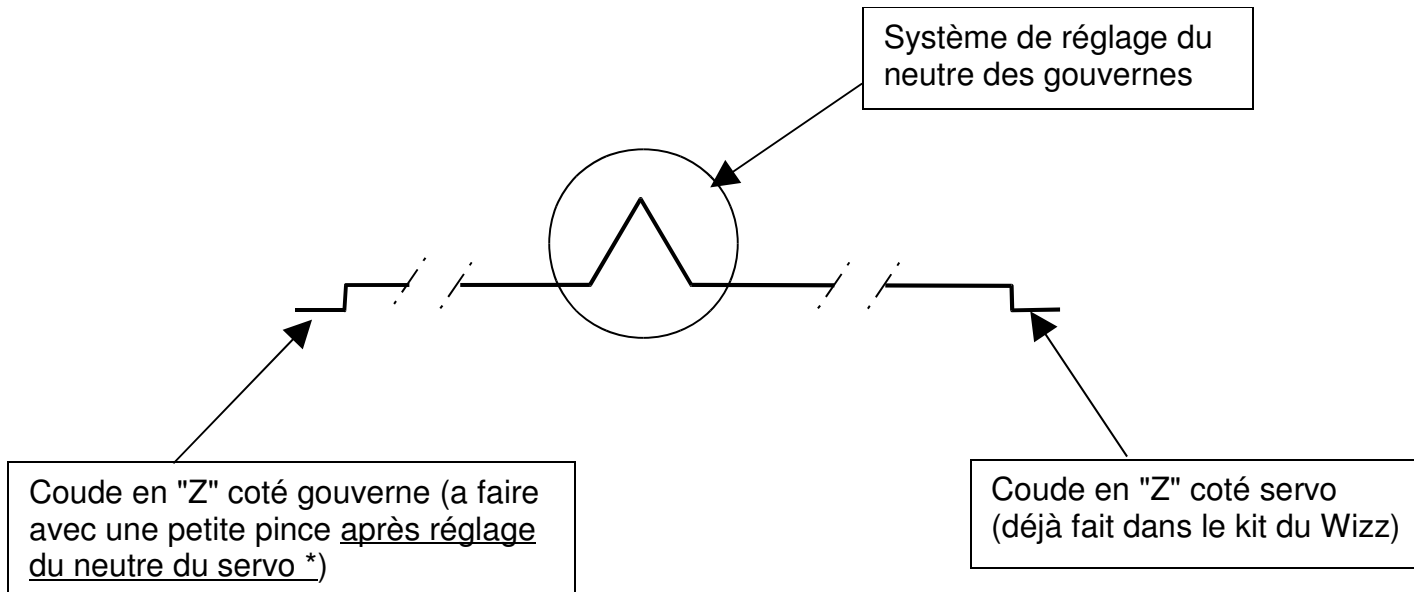 Système de réglage du
neutre des gouvernes
Coude en "Z" coté gouverne (a faire
avec une petite pince après réglage
du neutre du servo *)
Coude en "Z" coté servo
(déjà fait dans le kit du Wizz)